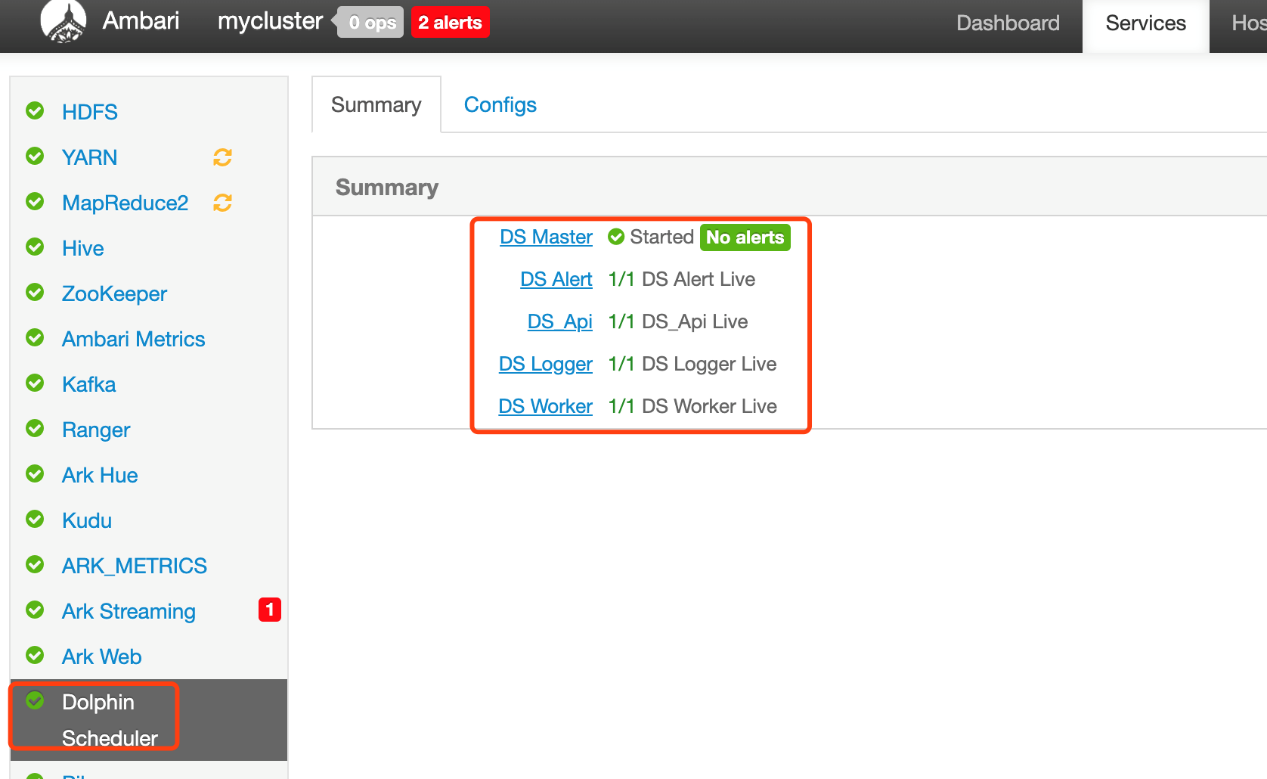 Ambari mycluster 0 ops 2 alerts Dashboard Services
HDFS
YARN
MapReduce2
Hive
ZooKeeper
Ambari Metrics
Kafka
Ranger
Ark Hue
Kudu
ARK_METRICS
Ark Streaming 1
Ark Web
Dolphin
Scheduler
Summary Configs
Summary
DS Master Started No alerts
DS Alert 1/1 DS Alert Live
DS_Api 1/1 DS_Api Live
DS Logger 1/1 DS Logger Live
DS Worker 1/1 DS Worker Live